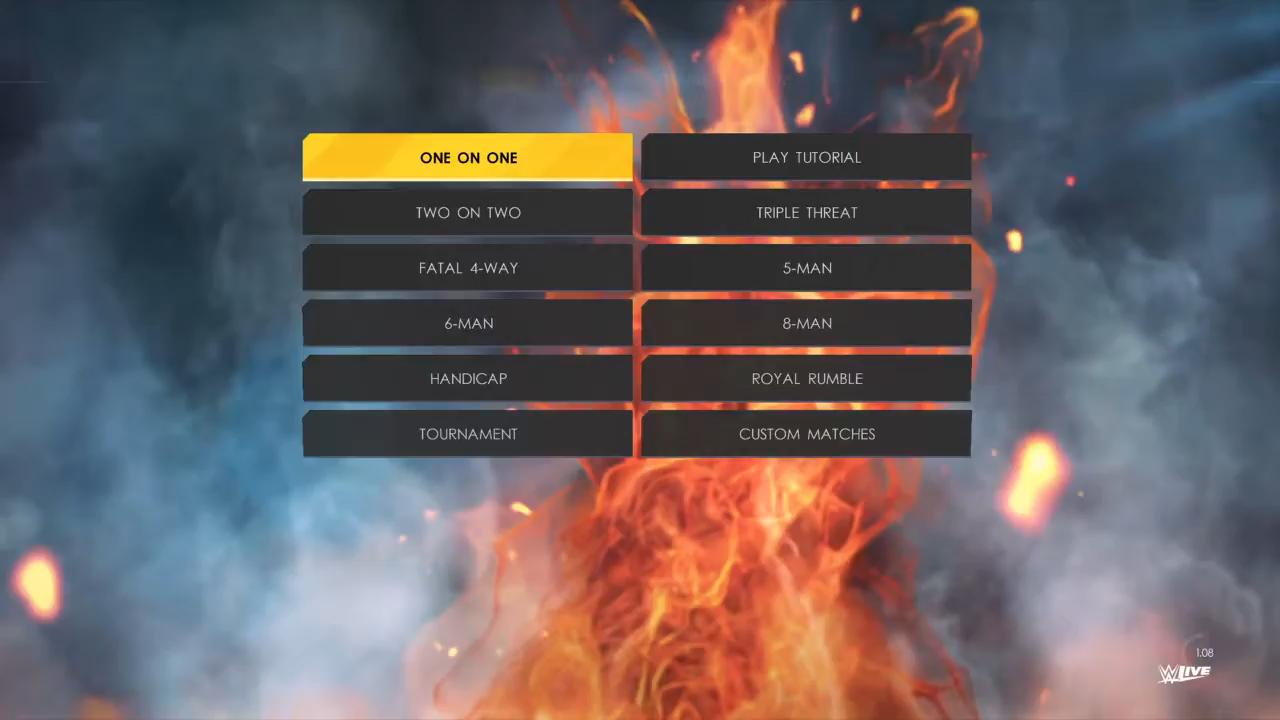 ONE ON ONE
PLAY TUTORIAL
TWO ON TWO
TRIPLE THREAT
FATAL 4-WAY
5-MAN
6-MAN
8-MAN
HANDICAP
ROYAL RUMBLE
TOURNAMENT
CUSTOM MATCHES
1.08
W LIVE